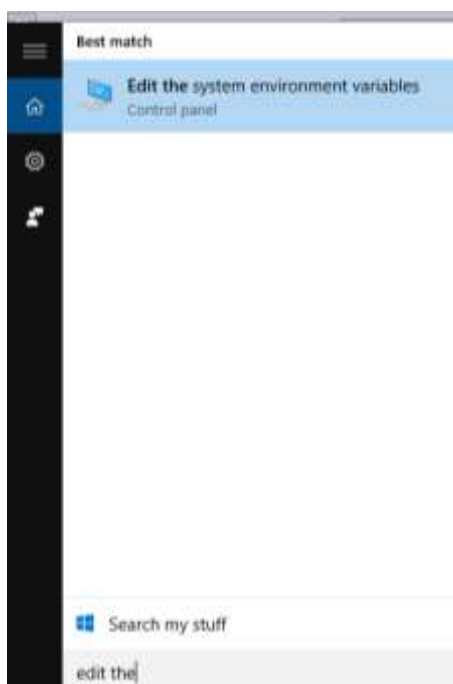 Best match
Edit the system environment variables
Control panel
Search my stuff
edit the